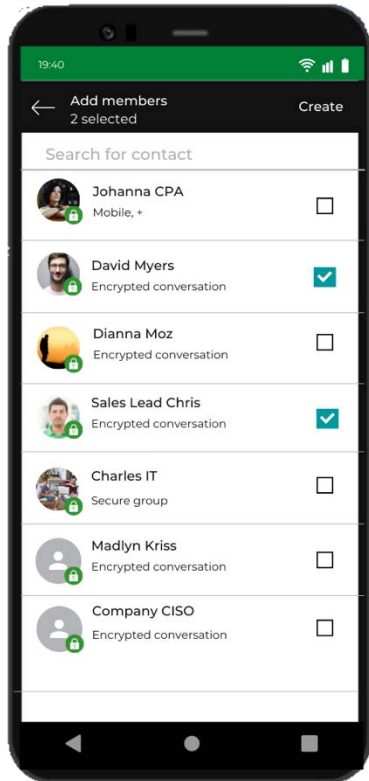 19:40
Add members
2 selected
Create
Search for contact
Johanna CPA
Mobile, +
David Myers
Encrypted conversation
Dianna Moz
Encrypted conversation
Sales Lead Chris
Encrypted conversation
Charles IT
Secure group
Madlyn Kriss
Encrypted conversation
Company CISO
Encrypted conversation